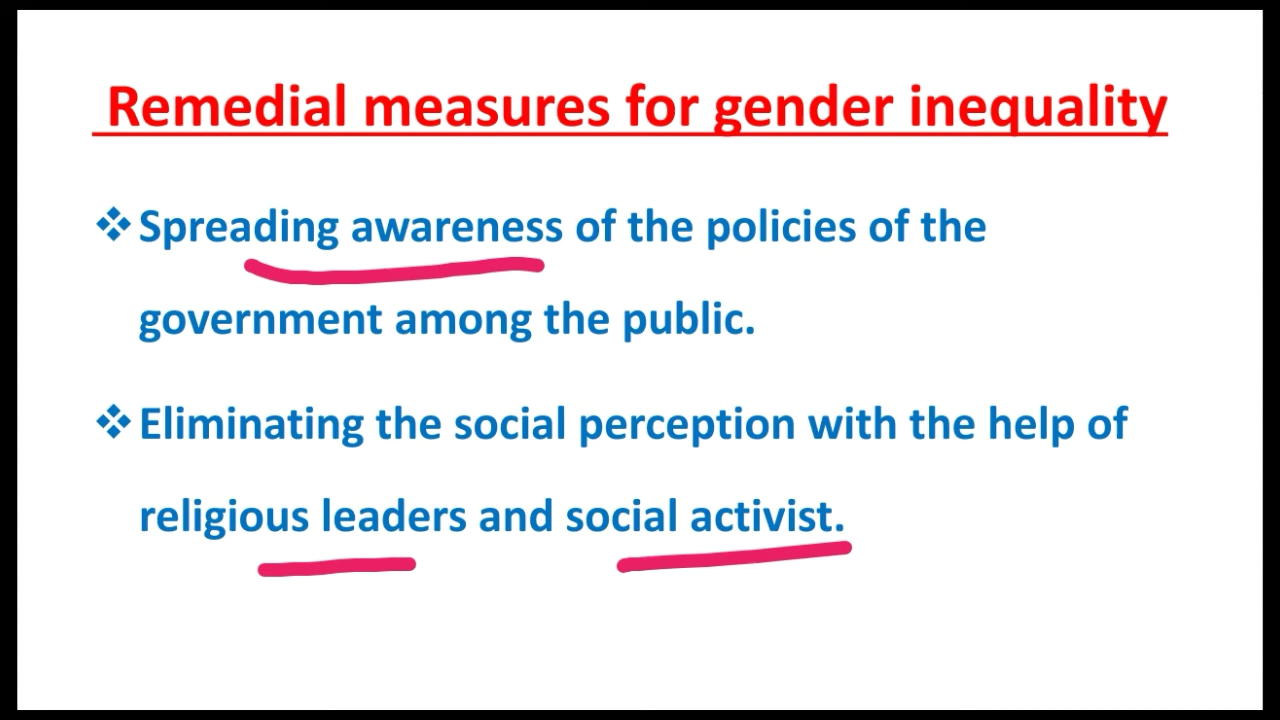 Remedial measures for gender inequality
❖Spreading awareness of the policies of the
government among the public.
❖Eliminating the social perception with the help of
religious leaders and social activist.